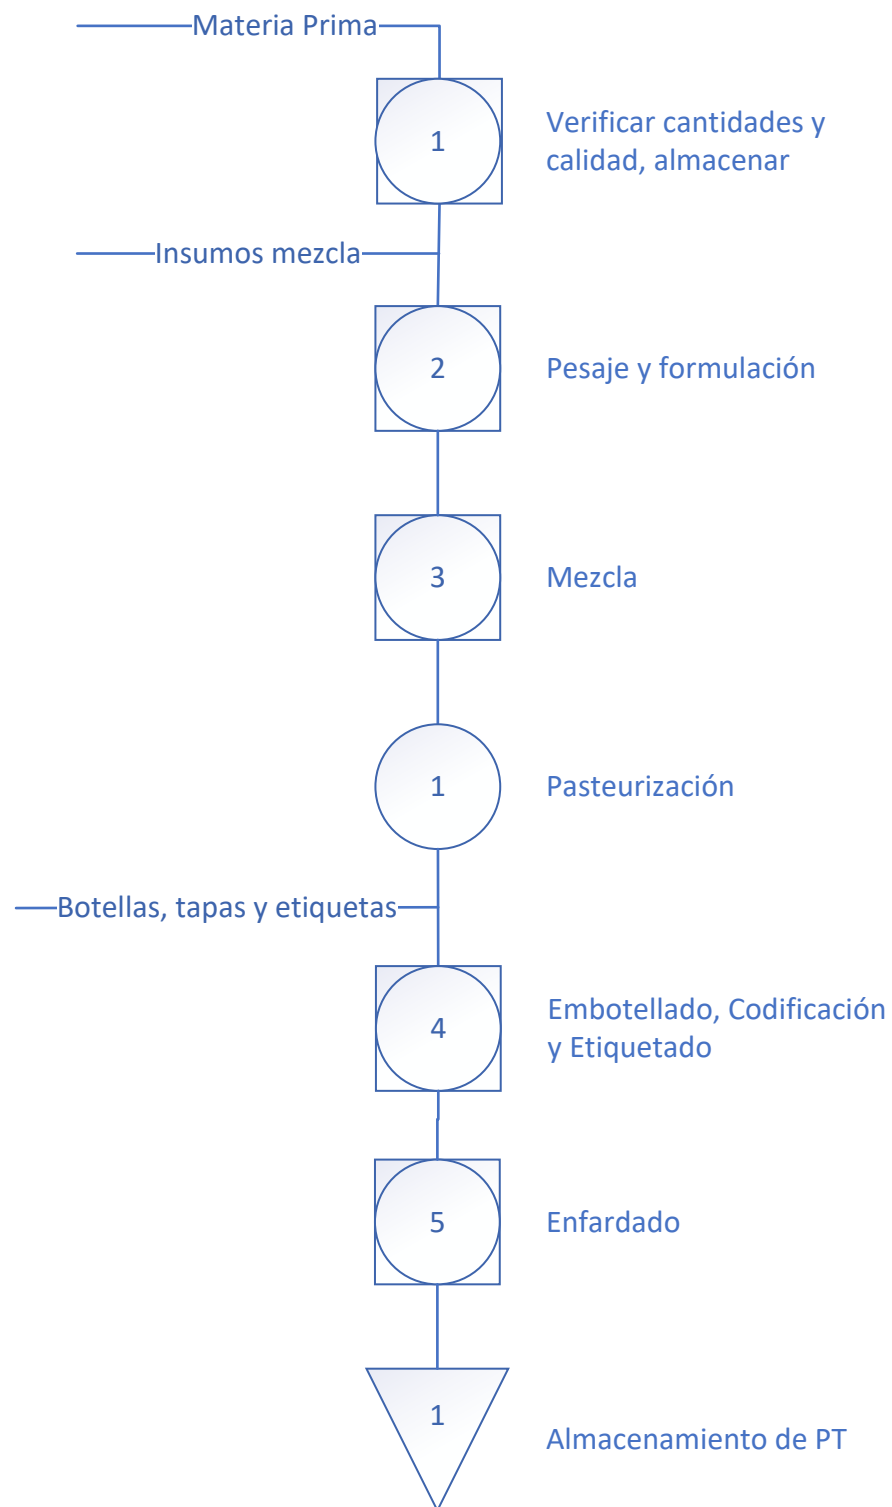 Materia Prima
1
Verificar cantidades y
calidad, almacenar
Insumos mezcla
2
Pesaje y formulación
3
Mezcla
1
Pasteurización
Botellas, tapas y etiquetas
4
Embotellado, Codificación
y Etiquetado
5
Enfardado
1
Almacenamiento de PT